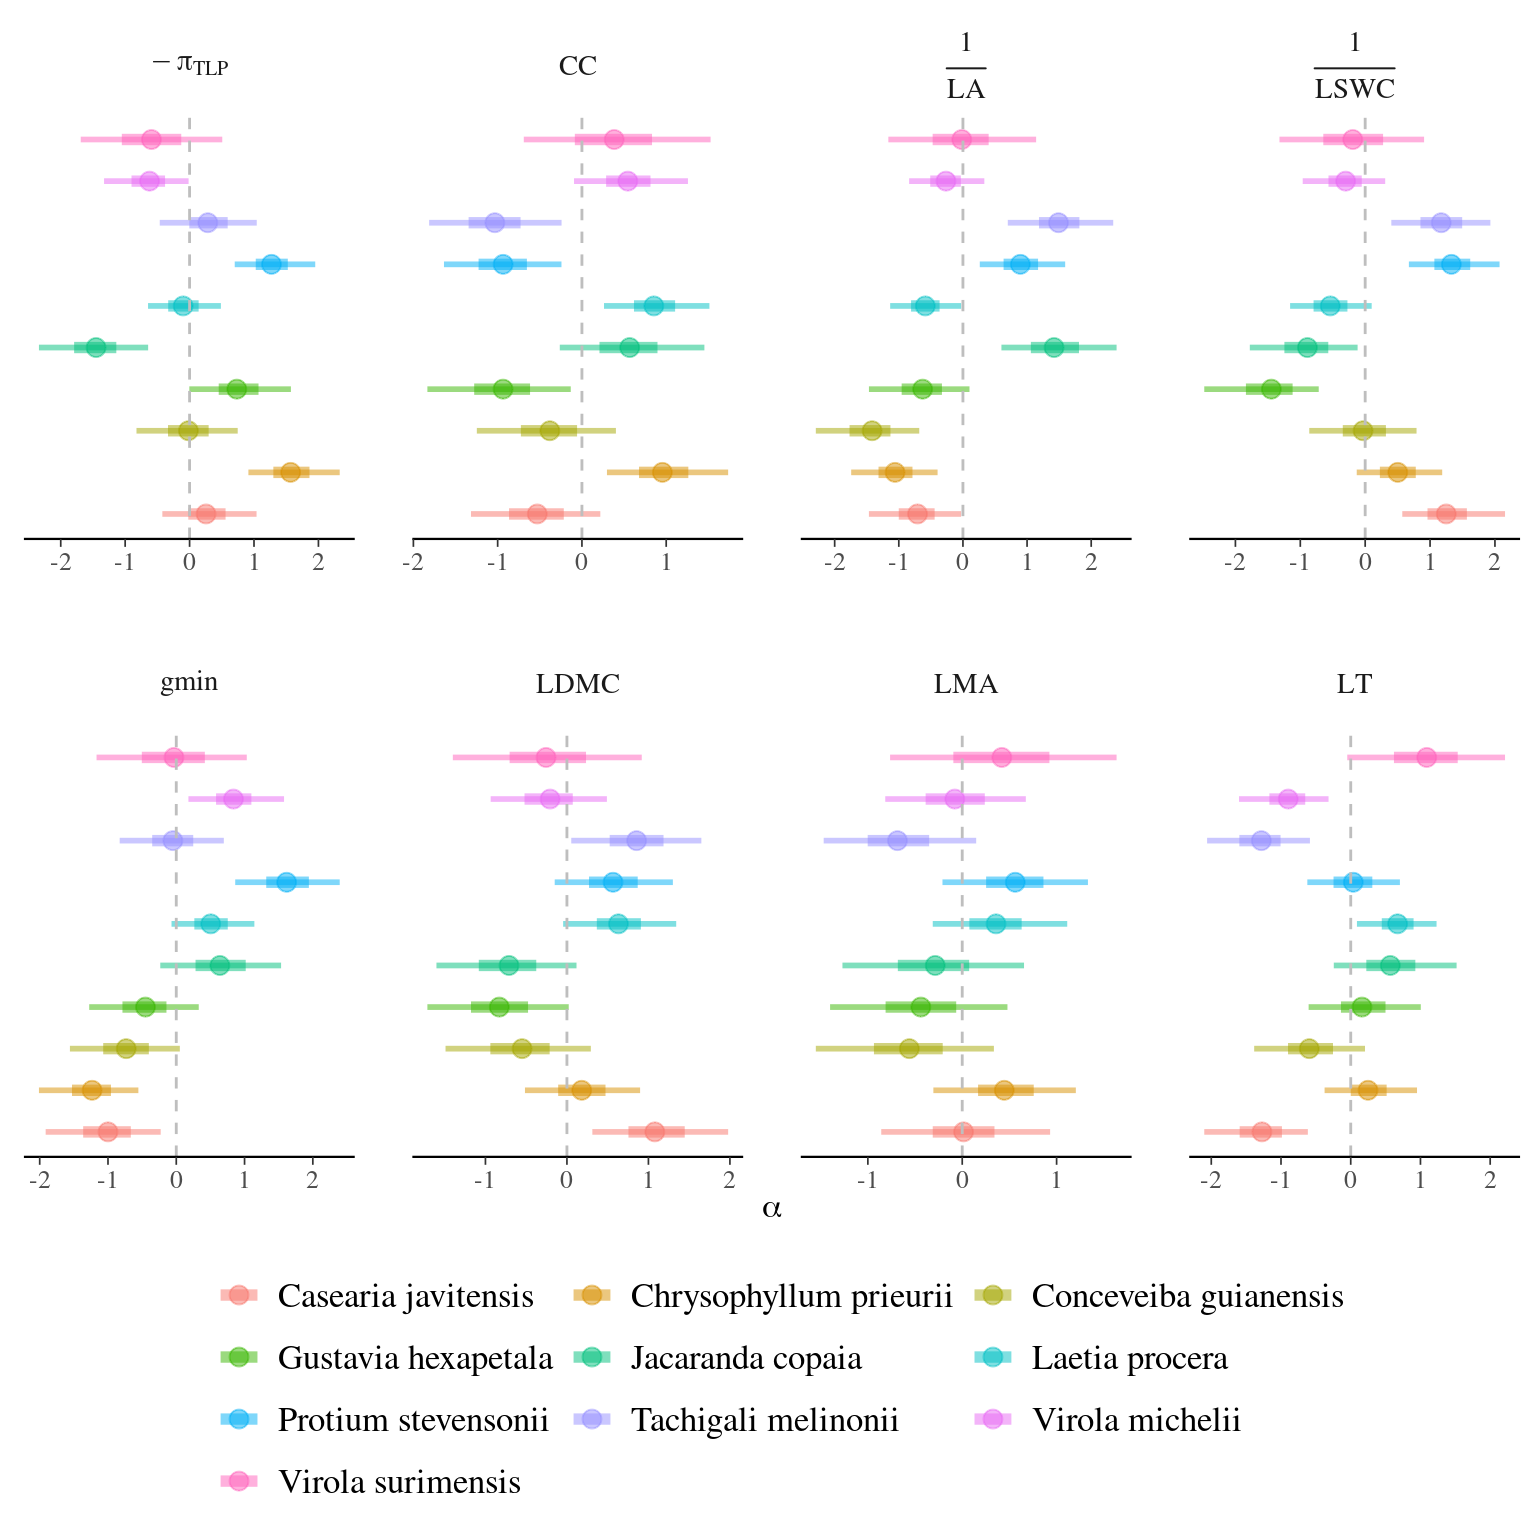 − πTLP CC 1/LA 1/LSWC
-2 -1 0 1 2 -2 -1 0 1 -2 -1 0 1 2 -2 -1 0 1 2
gmin LDMC LMA LT
-2 -1 0 1 2 -1 0 1 2 -1 0 1 -2 -1 0 1 2
α
Casearia javitensis Chrysophyllum prieurii Conceveiba guianensis
Gustavia hexapetala Jacaranda copaia Laetia procera
Protium stevensonii Tachigali melinonii Virola michelii
Virola surimensis